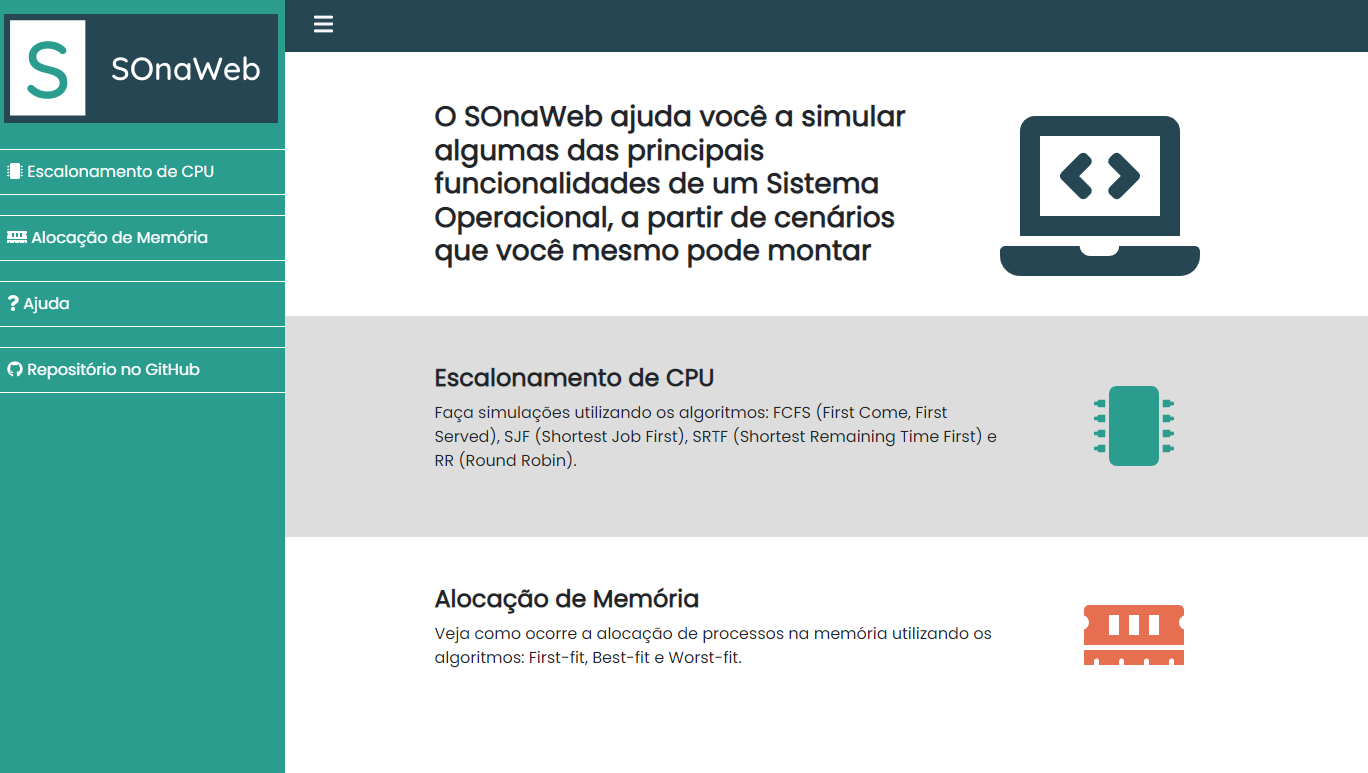 S
SOnaWeb
Escalonamento de CPU
Alocação de Memória
Ajuda
Repositório no GitHub
O SOnaWeb ajuda você a simular
algumas das principais
funcionalidades de um Sistema
Operacional, a partir de cenários
que você mesmo pode montar
Escalonamento de CPU
Faça simulações utilizando os algoritmos: FCFS (First Come, First
Served), SJF (Shortest Job First), SRTF (Shortest Remaining Time First) e
RR (Round Robin).
Alocação de Memória
Veja como ocorre a alocação de processos na memória utilizando os
algoritmos: First-fit, Best-fit e Worst-fit.